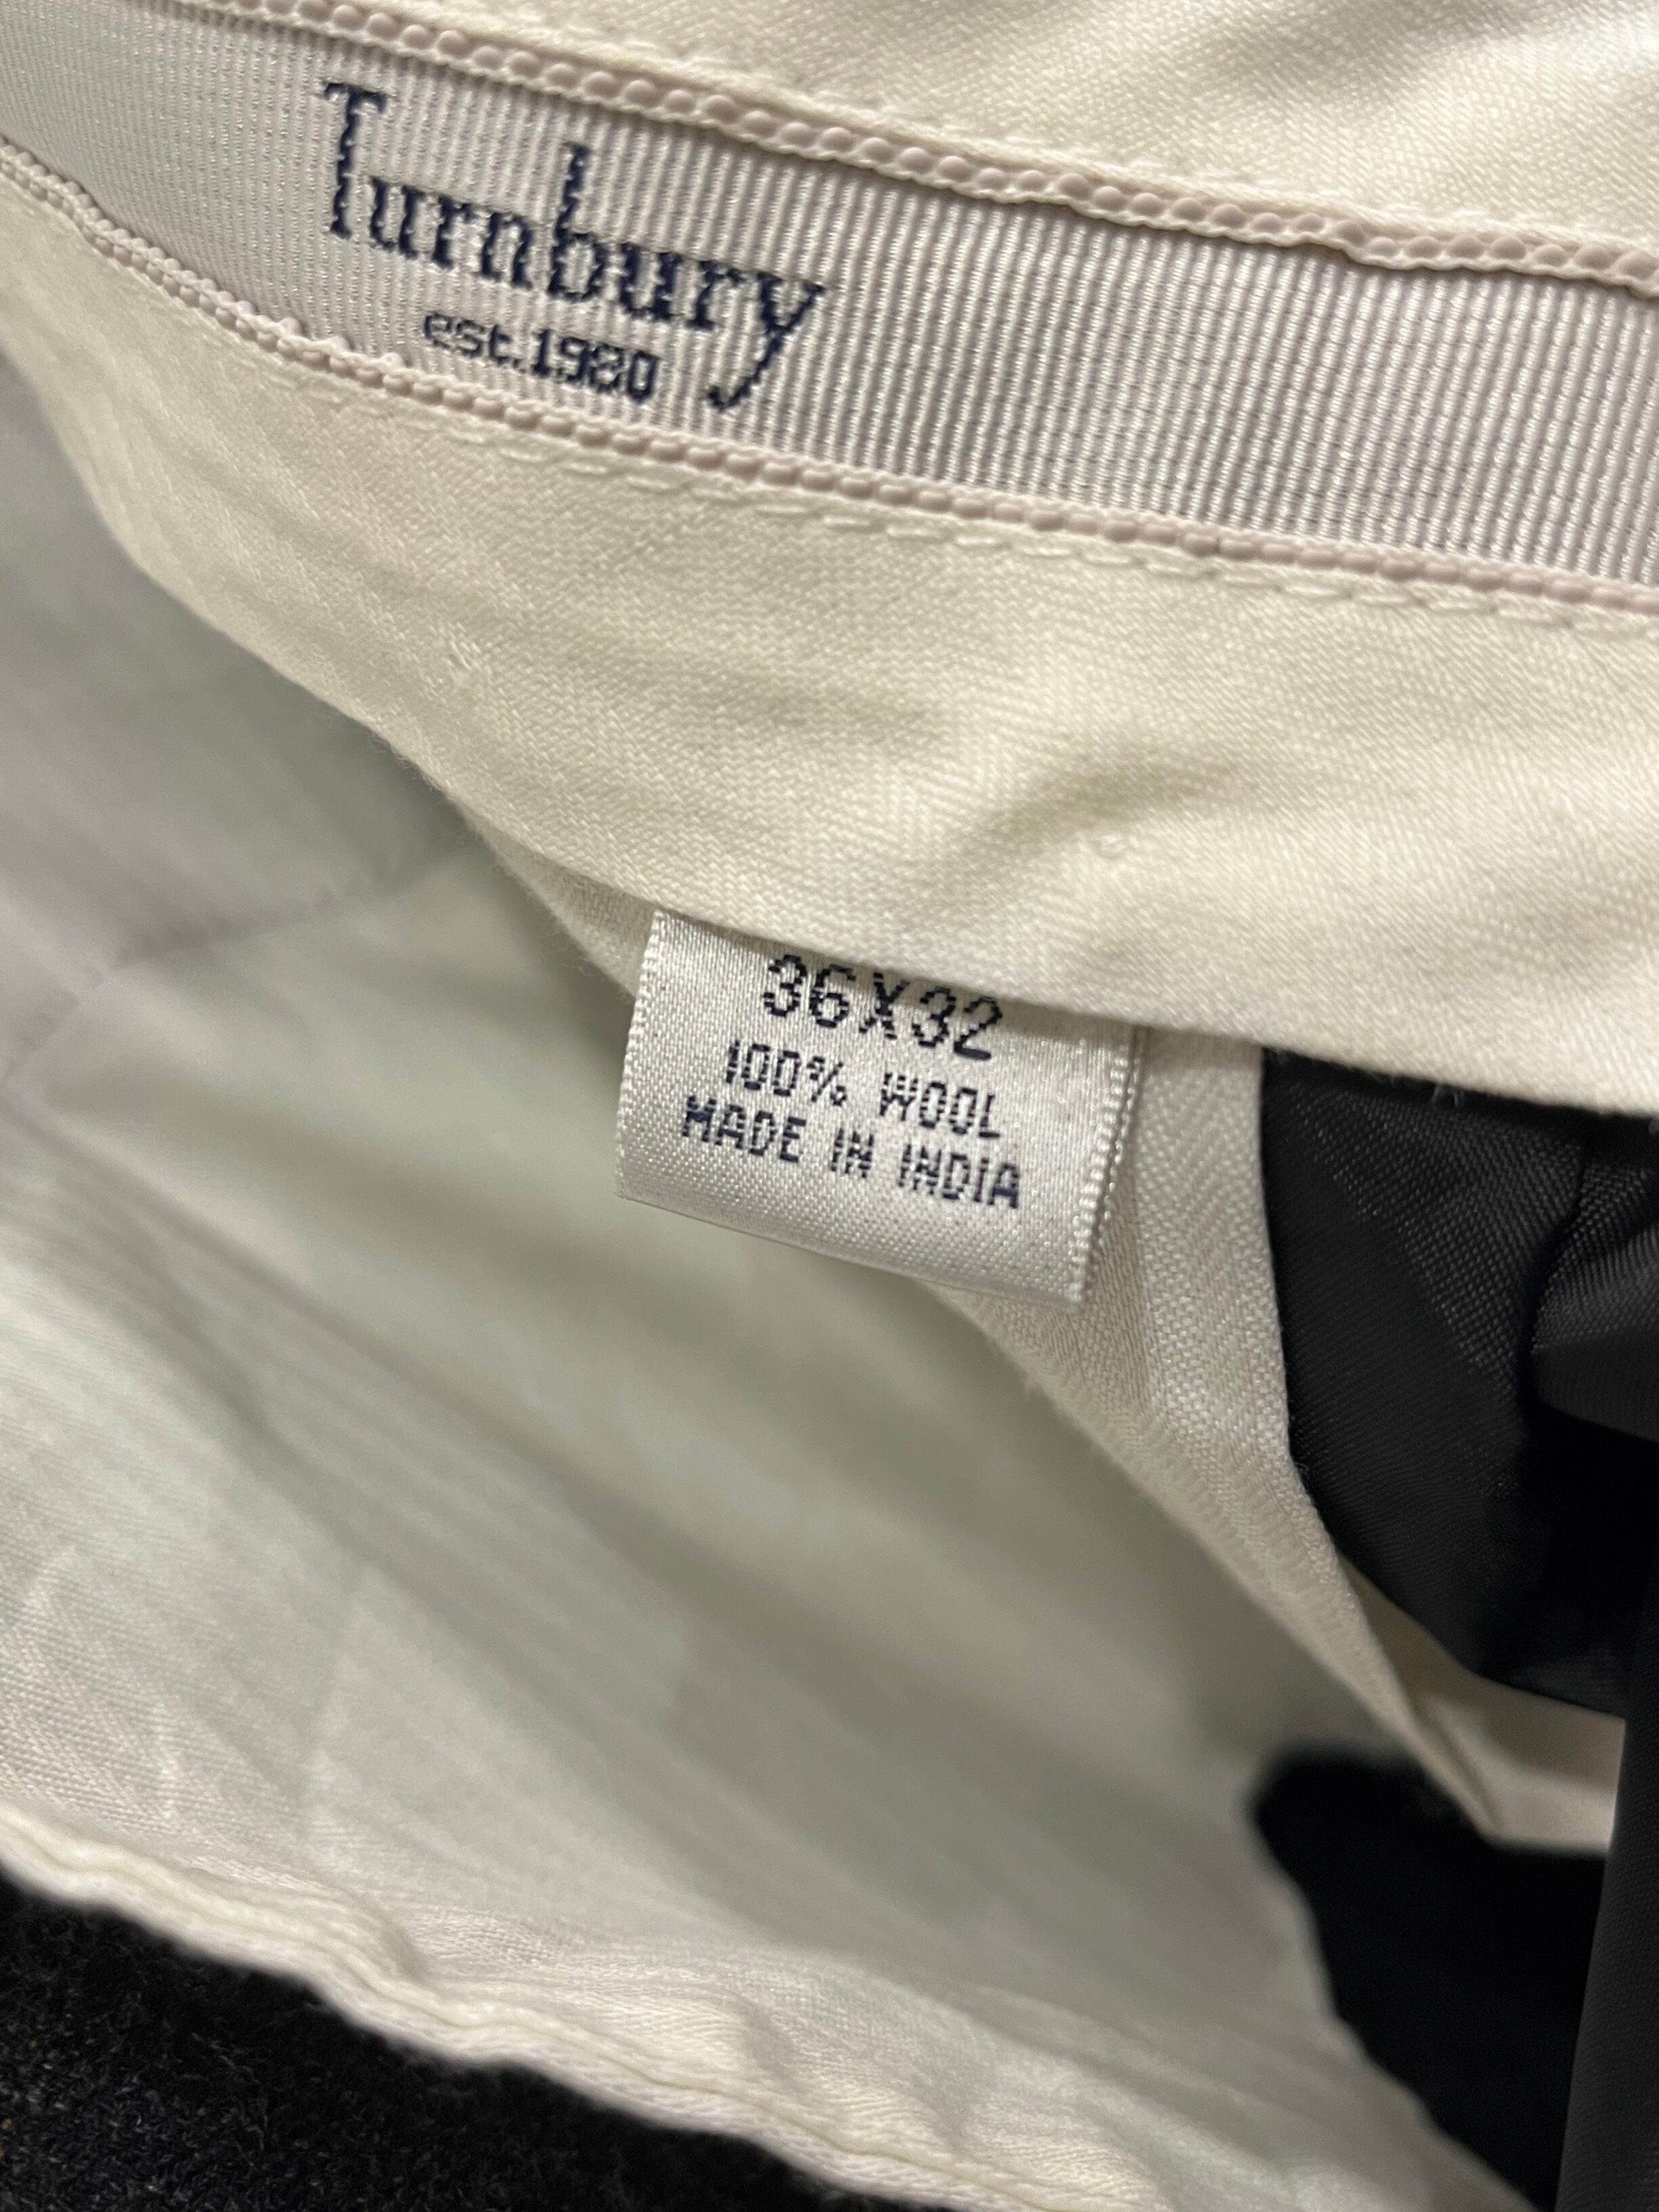 Turnbury
est.1980
36X32
100% WOOL
MADE IN INDIA